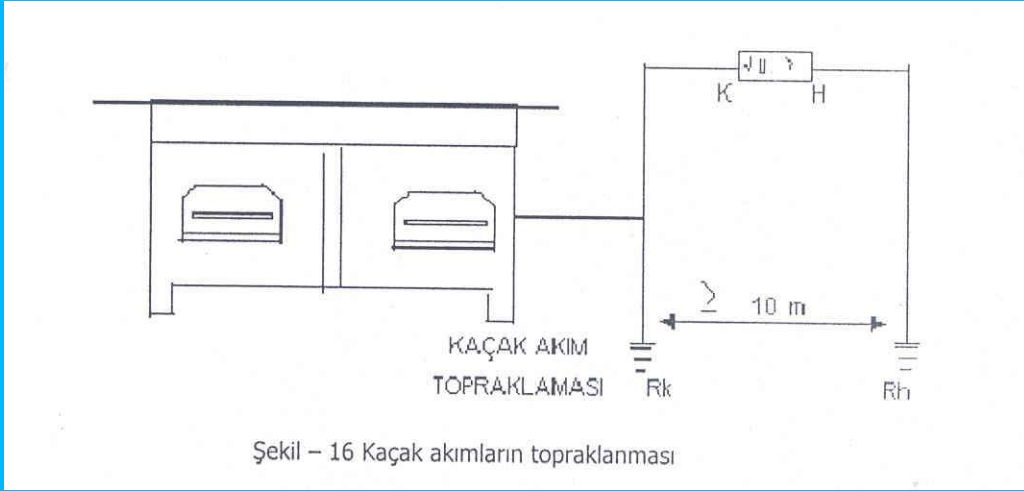 K H
≥ 10 m
KAÇAK AKIM
TOPRAKLAMASI Rk Rh
Şekil – 16 Kaçak akımların topraklanması